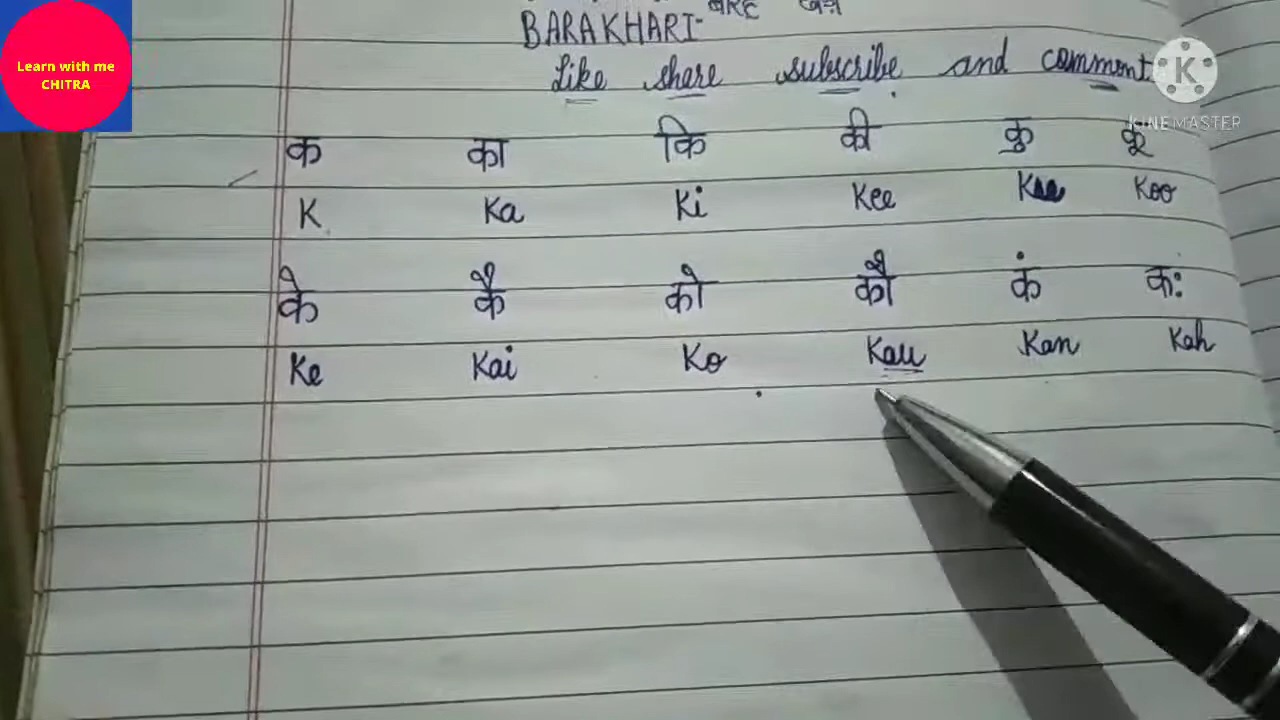 Learn with me
CHITRA
BARAKHARI-
Like share subscribe and comment
KINEMASTER
क का कि की कु कू
K Ka Ki Kee Koo
के कै को कौ कं कः
Ke Kai Ko Kau Kan Kah